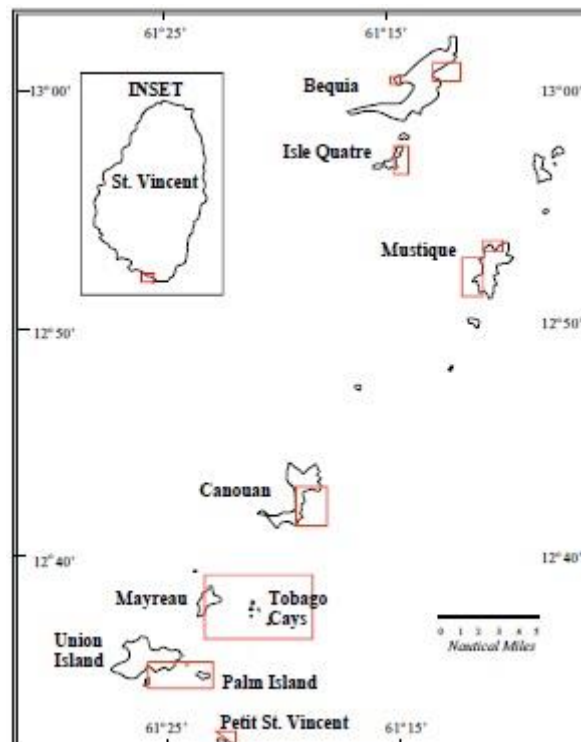 61°25'
61°15'
13°00'
INSET
Bequia
13°00'
Isle Quatre
St. Vincent
Mustique
12°50'
12°50'
Canouan
12°40'
12°40'
Mayreau
Tobago
Cays
Union
Island
0 1 2 3 4 5
Nautical Miles
Palm Island
Petit St. Vincent
61°25'
61°15'